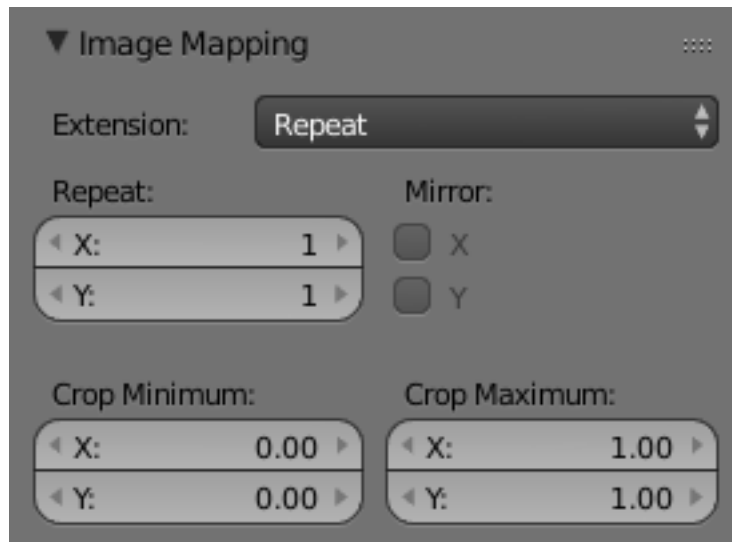 Image Mapping
Extension: Repeat
Repeat: Mirror:
X: 1 X
Y: 1 Y
Crop Minimum: Crop Maximum:
X: 0.00 X: 1.00
Y: 0.00 Y: 1.00